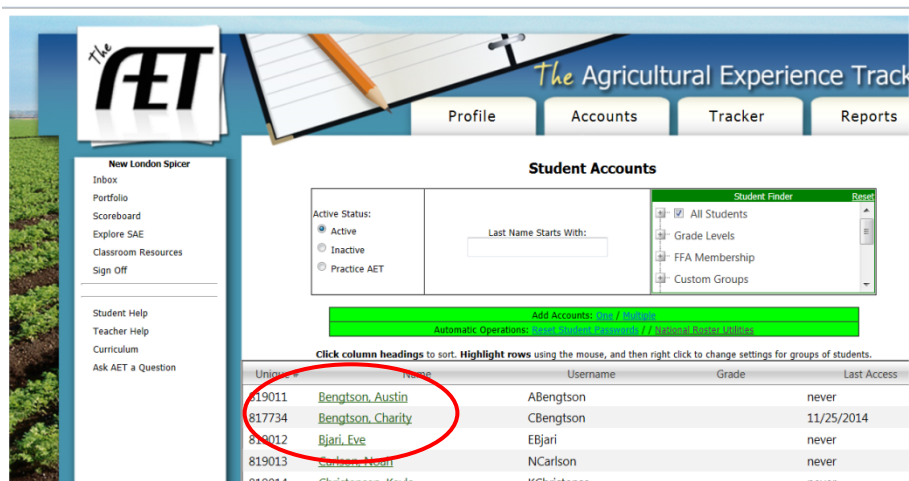 The AET
The Agricultural Experience Track
Profile Accounts Tracker Reports
New London Spicer
Inbox
Portfolio
Scoreboard
Explore SAE
Classroom Resources
Sign Off
Student Help
Teacher Help
Curriculum
Ask AET a Question
Student Accounts
Active Status:
Active
Inactive
Practice AET
Last Name Starts With:
Student Finder Reset
All Students
Grade Levels
FFA Membership
Custom Groups
Add Accounts: One / Multiple
Automatic Operations: Reset Student Passwords / / National Roster Utilities
Click column headings to sort. Highlight rows using the mouse, and then right click to change settings for groups of students.
Unique # Name Username Grade Last Access
819011 Bengtson, Austin ABengtson never
817734 Bengtson, Charity CBengtson 11/25/2014
819012 Bjari, Eve EBjari never
819013 Carlson, Noah NCarlson never